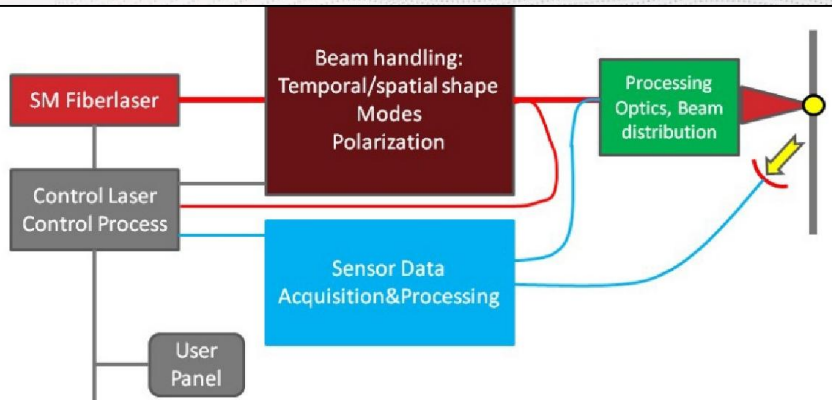 SM Fiberlaser
Beam handling:
Temporal/spatial shape
Modes
Polarization
Processing
Optics, Beam
distribution
Control Laser
Control Process
Sensor Data
Acquisition&Processing
User
Panel